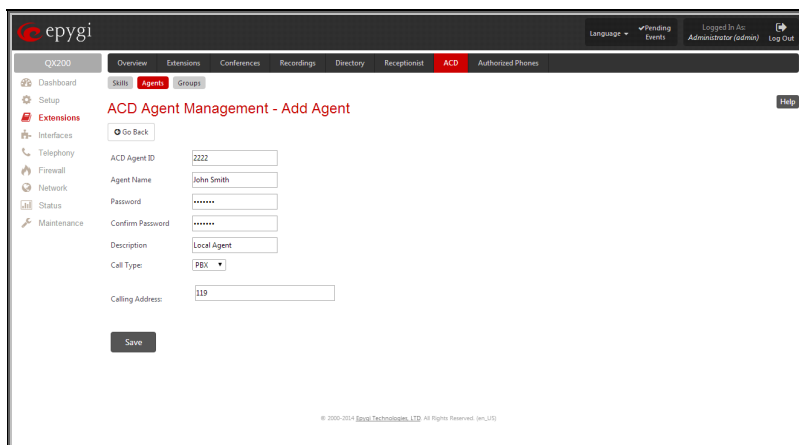 epygi
Language
Pending Events
Logged In As:
Administrator (admin)
Log Out
QX200
Overview Extensions Conferences Recordings Directory Receptionist ACD Authorized Phones
Dashboard
Setup
Extensions
Interfaces
Telephony
Firewall
Network
Status
Maintenance
Skills Agents Groups
Help
ACD Agent Management - Add Agent
Go Back
ACD Agent ID 2222
Agent Name John Smith
Password •••••••
Confirm Password •••••••
Description Local Agent
Call Type: PBX
Calling Address: 119
Save
© 2000-2014 Epygi Technologies, LTD. All Rights Reserved. (en_US)